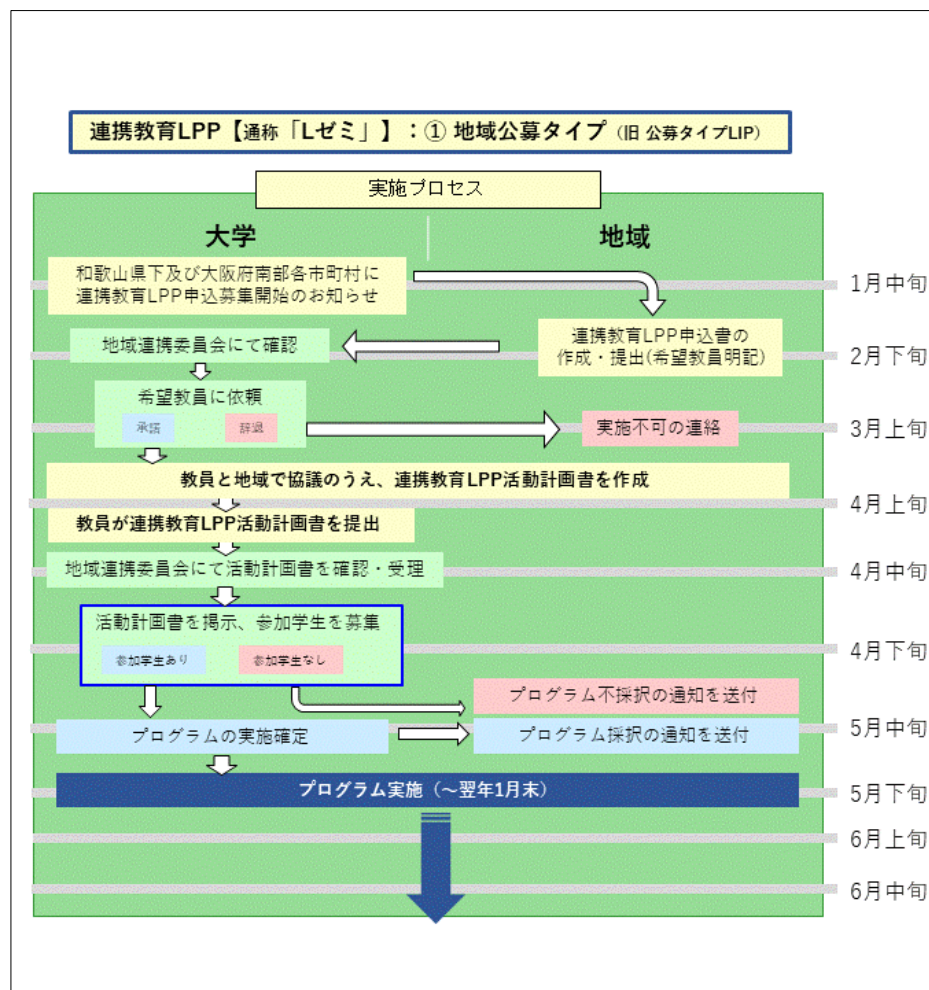 連携教育LPP【通称「Lゼミ」】：① 地域公募タイプ（旧 公募タイプLIP）
実施プロセス
大学
地域
和歌山県下及び大阪府南部各市町村に
連携教育LPP申込募集開始のお知らせ
1月中旬
連携教育LPP申込書の
作成・提出(希望教員明記)
地域連携委員会にて確認
2月下旬
希望教員に依頼
承諾
辞退
実施不可の連絡
3月上旬
教員と地域で協議のうえ、連携教育LPP活動計画書を作成
4月上旬
教員が連携教育LPP活動計画書を提出
地域連携委員会にて活動計画書を確認・受理
4月中旬
活動計画書を掲示、参加学生を募集
参加学生あり
参加学生なし
4月下旬
プログラム不採択の通知を送付
プログラムの実施確定
プログラム採択の通知を送付
5月中旬
プログラム実施（～翌年1月末）
5月下旬
6月上旬
6月中旬